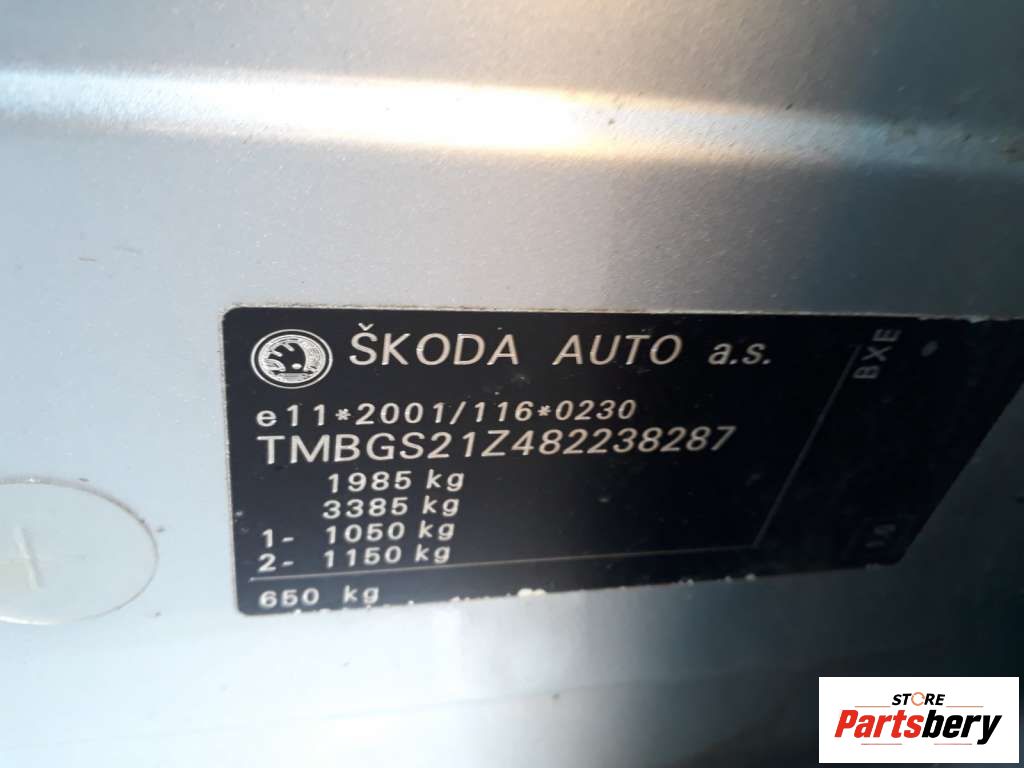 ŠKODA AUTO a.s.
e11*2001/116*0230
TMBGS21Z482238287
1985 kg
3385 kg
1- 1050 kg
2- 1150 kg
650 kg
BXE
STORE
Partsbery